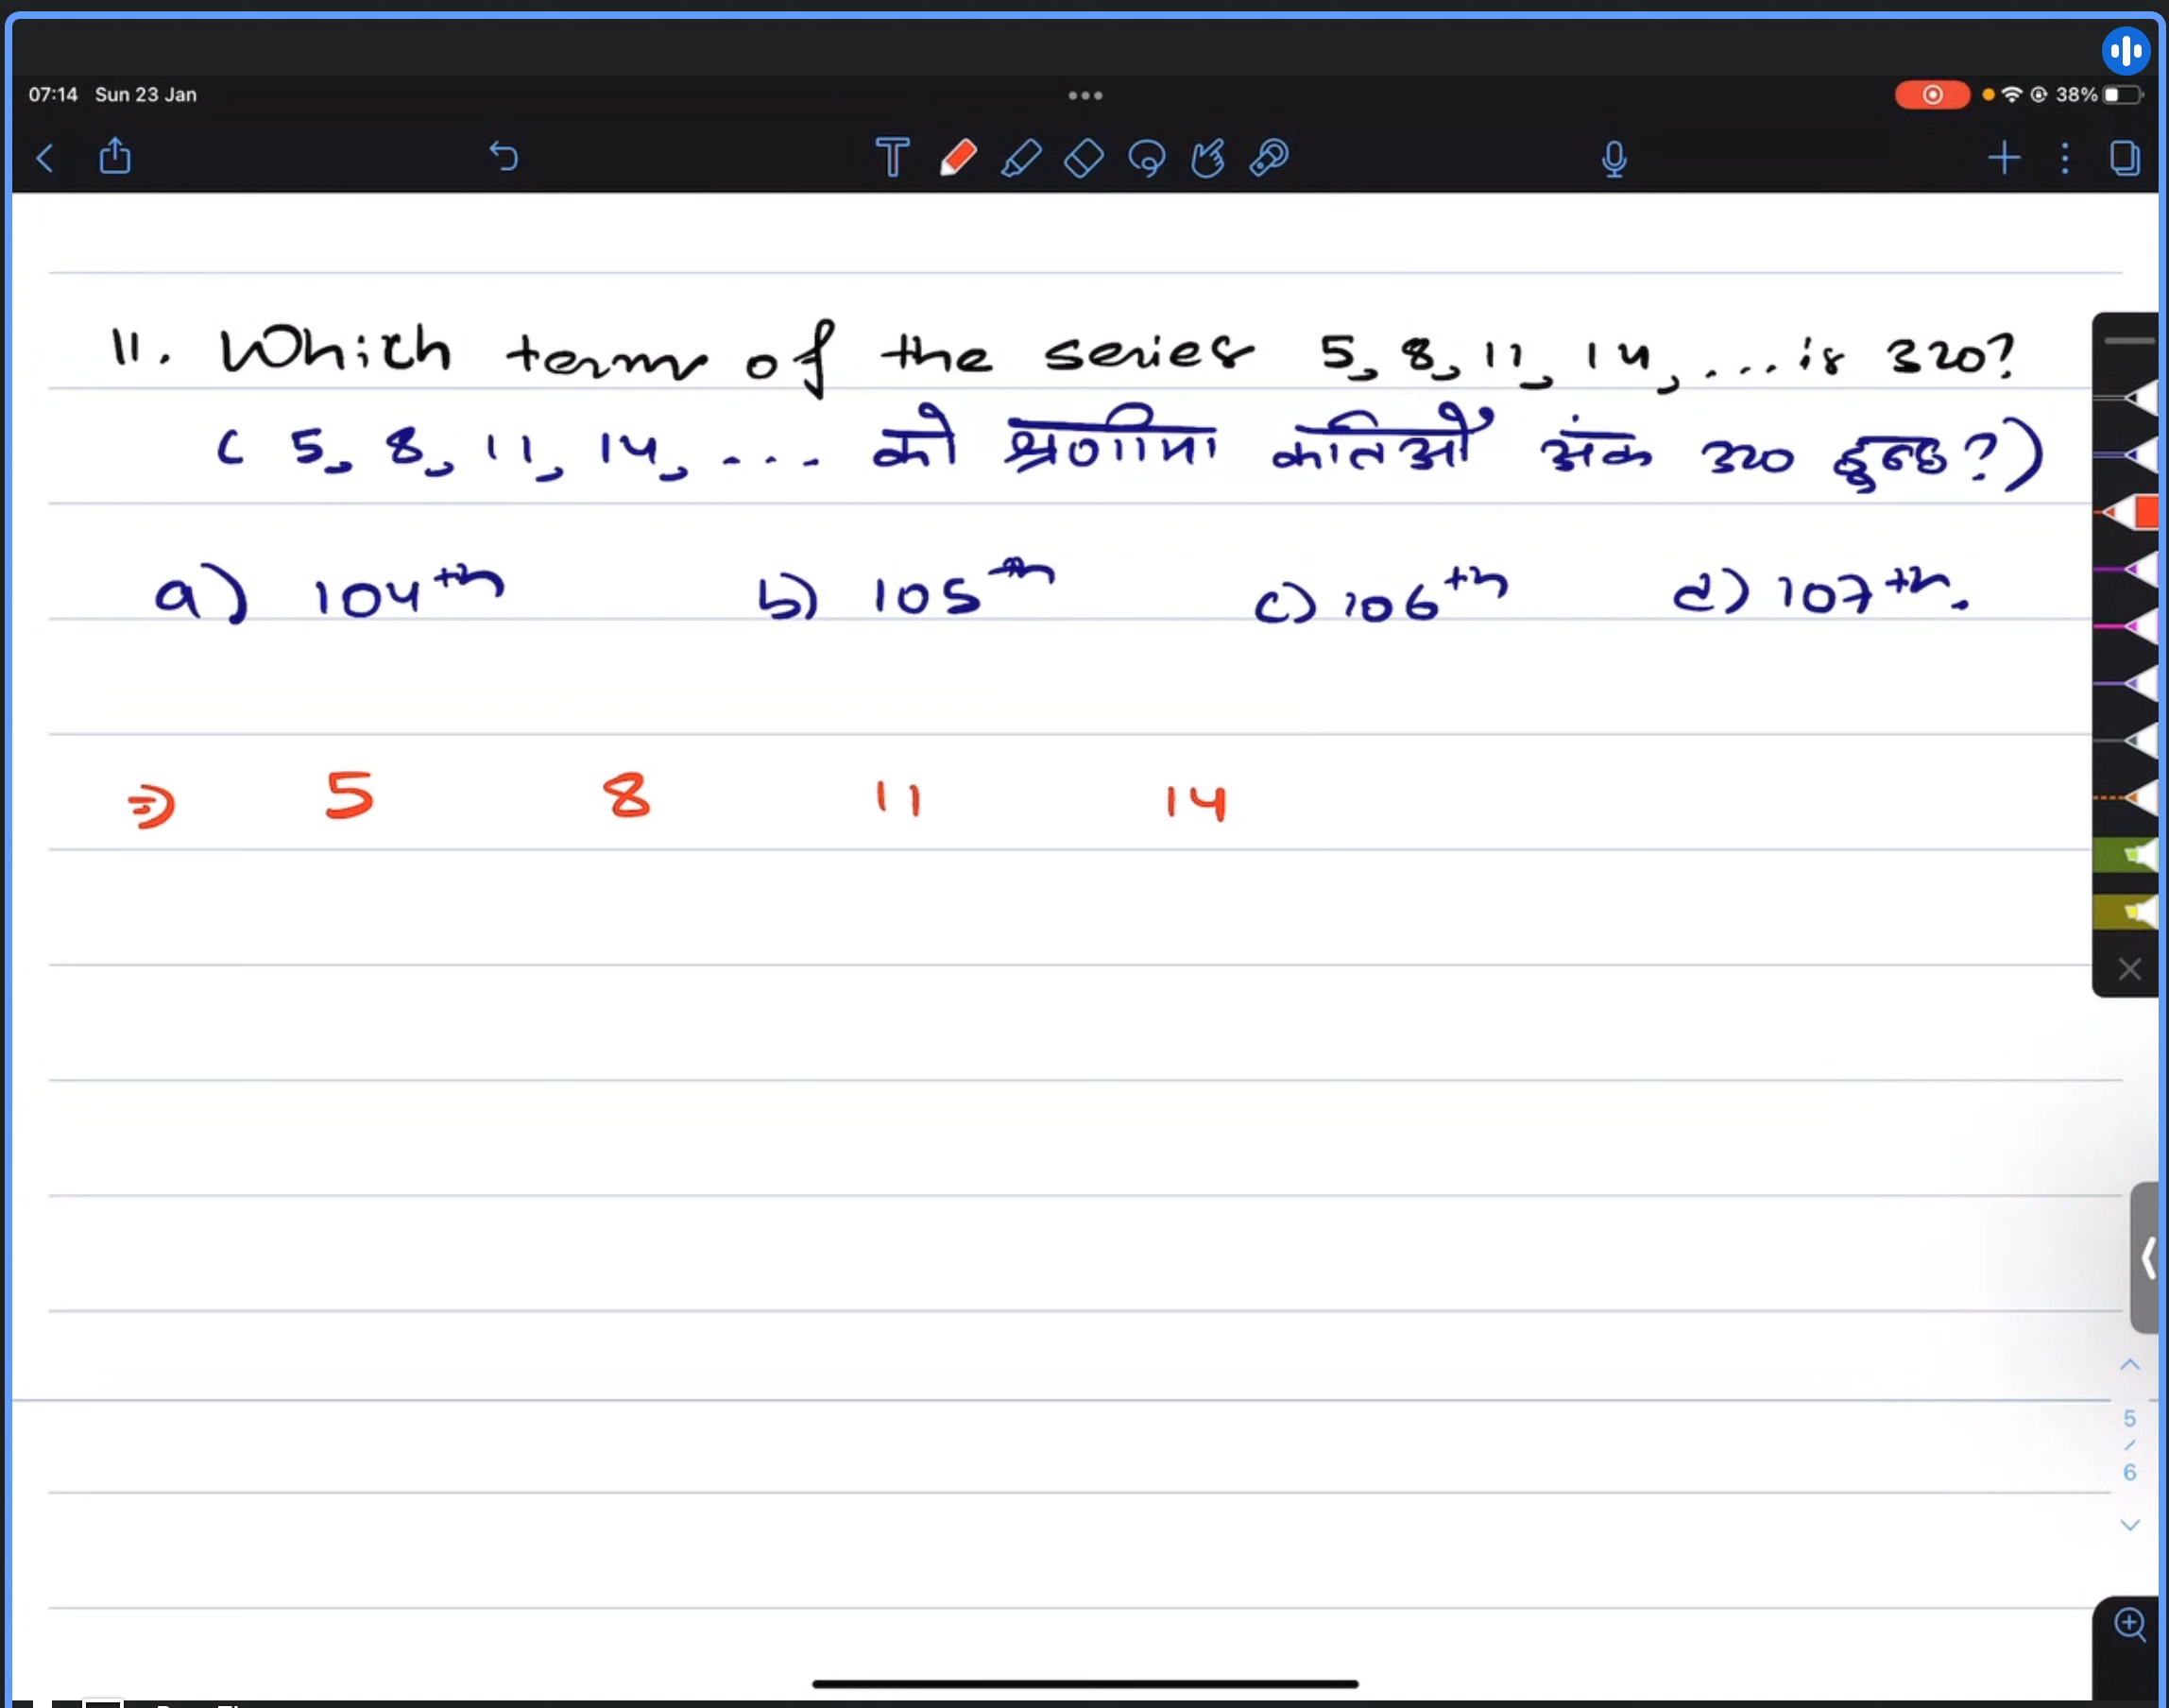 07:14 Sun 23 Jan
38%
11. Which term of the series 5, 8, 11, 14, ... is 320?
( 5, 8, 11, 14, ... को अंक 320 हुन्छ ?)
a) 104th b) 105th c) 106th d) 107th.
⇒ 5 8 11 14
5
/
6